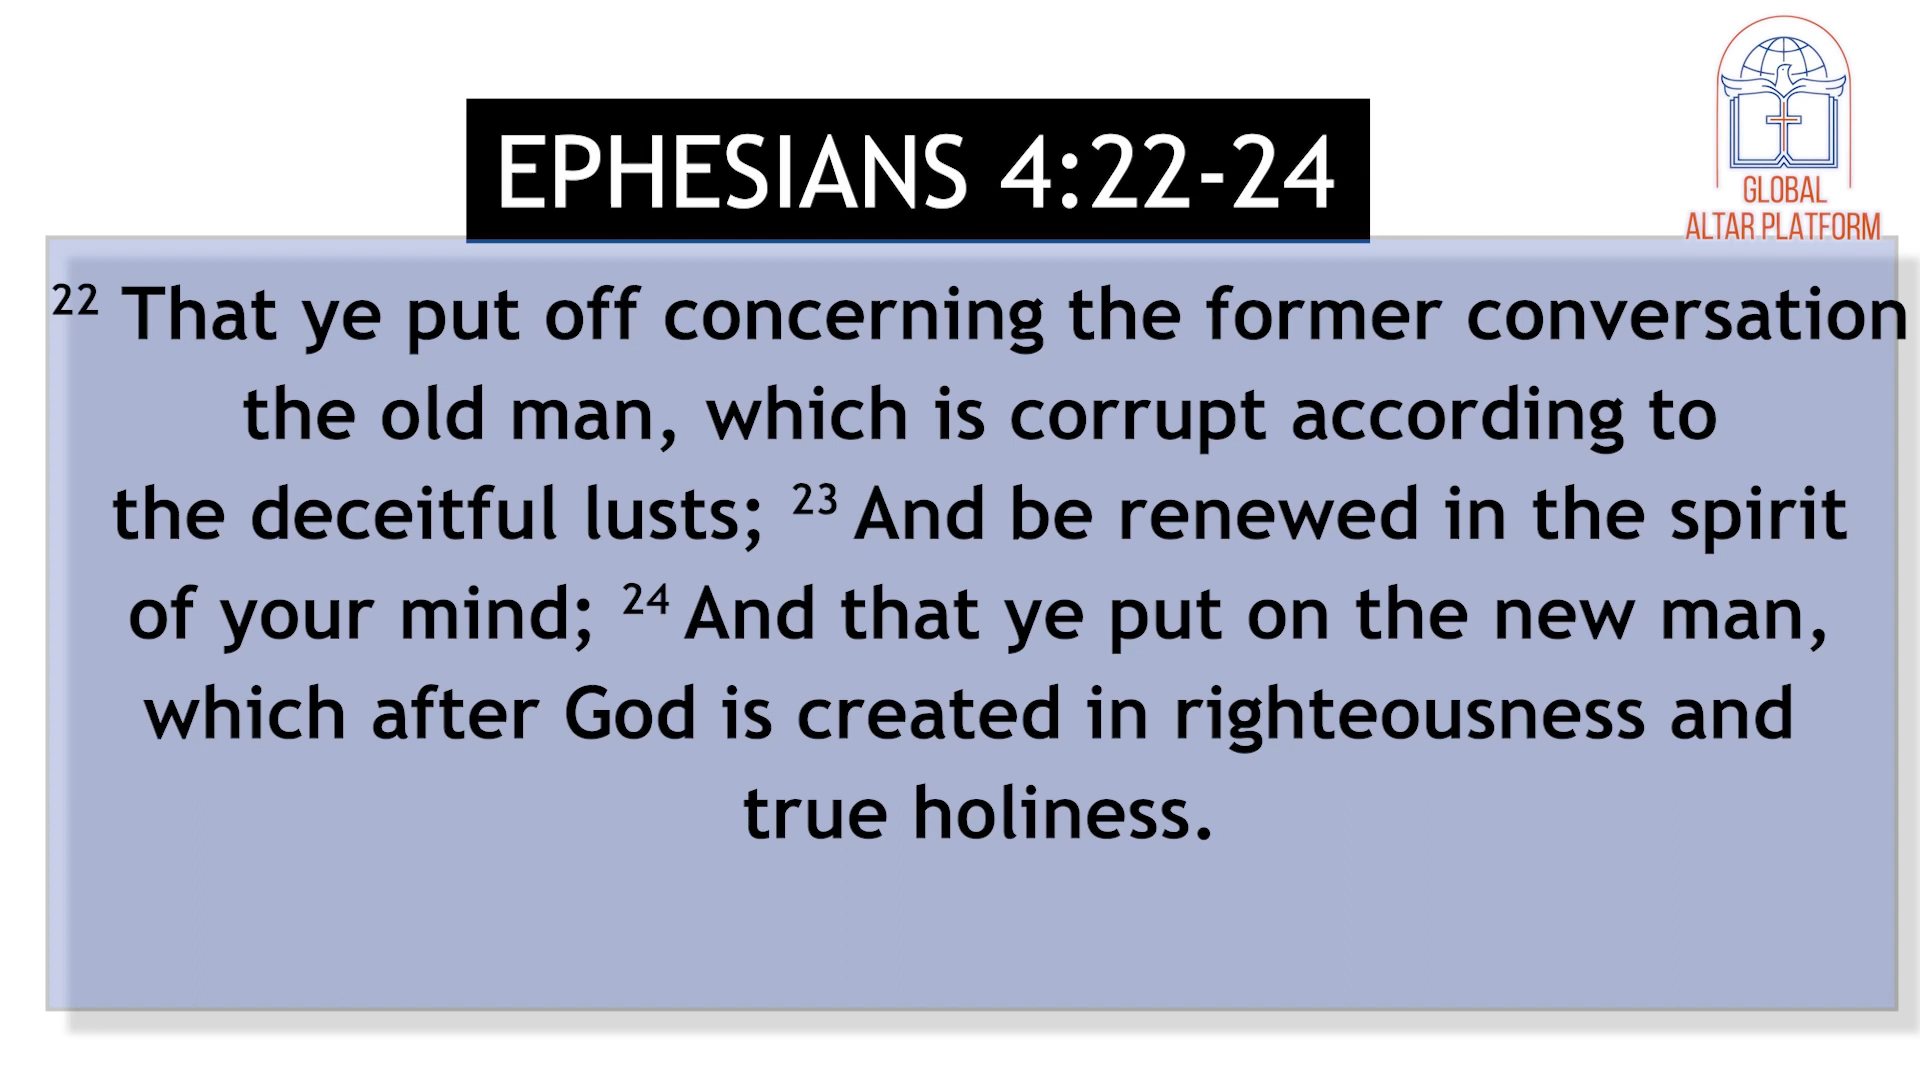 GLOBAL
ALTAR PLATFORM
EPHESIANS 4:22-24
22 That ye put off concerning the former conversation
the old man, which is corrupt according to
the deceitful lusts; 23 And be renewed in the spirit
of your mind; 24 And that ye put on the new man,
which after God is created in righteousness and
true holiness.